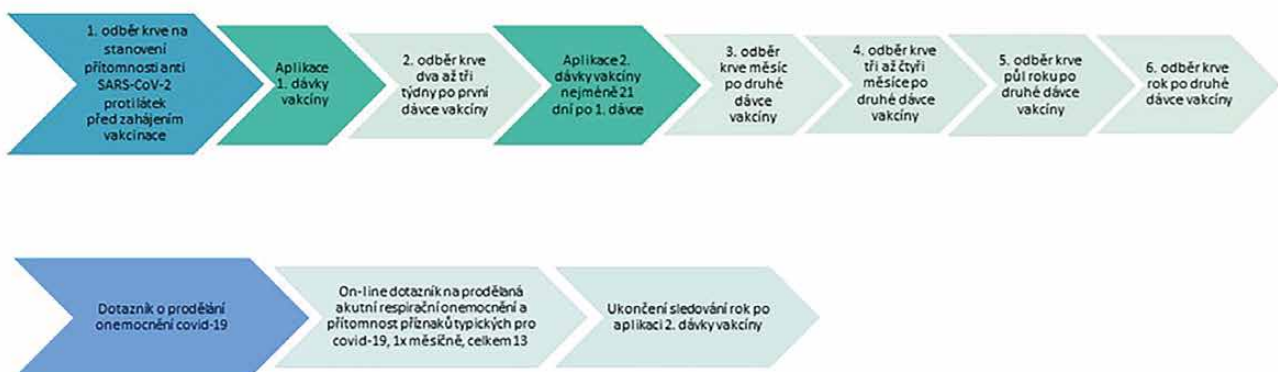 1. odběr krve na
stanovení
přítomnosti anti
SARS-CoV-2
protilátek
před zahájením
vakcinace
Aplikace
1. dávky
vakcíny
2. odběr krve
dva až tři
týdny po první
dávce vakcíny
Aplikace 2.
dávky vakcíny
nejméně 21
dní po 1. dávce
3. odběr
krve měsíc
po druhé
dávce
vakcíny
4. odběr krve
tři až čtyři
měsíce po
druhé dávce
vakcíny
5. odběr krve
půl roku po
druhé dávce
vakcíny
6. odběr krve
rok po druhé
dávce vakcíny
Dotazník o prodělání
onemocnění covid-19
On-line dotazník na prodělaná
akutní respirační onemocnění a
přítomnost příznaků typických pro
covid-19, 1x měsíčně, celkem 13
Ukončení sledování rok po
aplikaci 2. dávky vakcíny